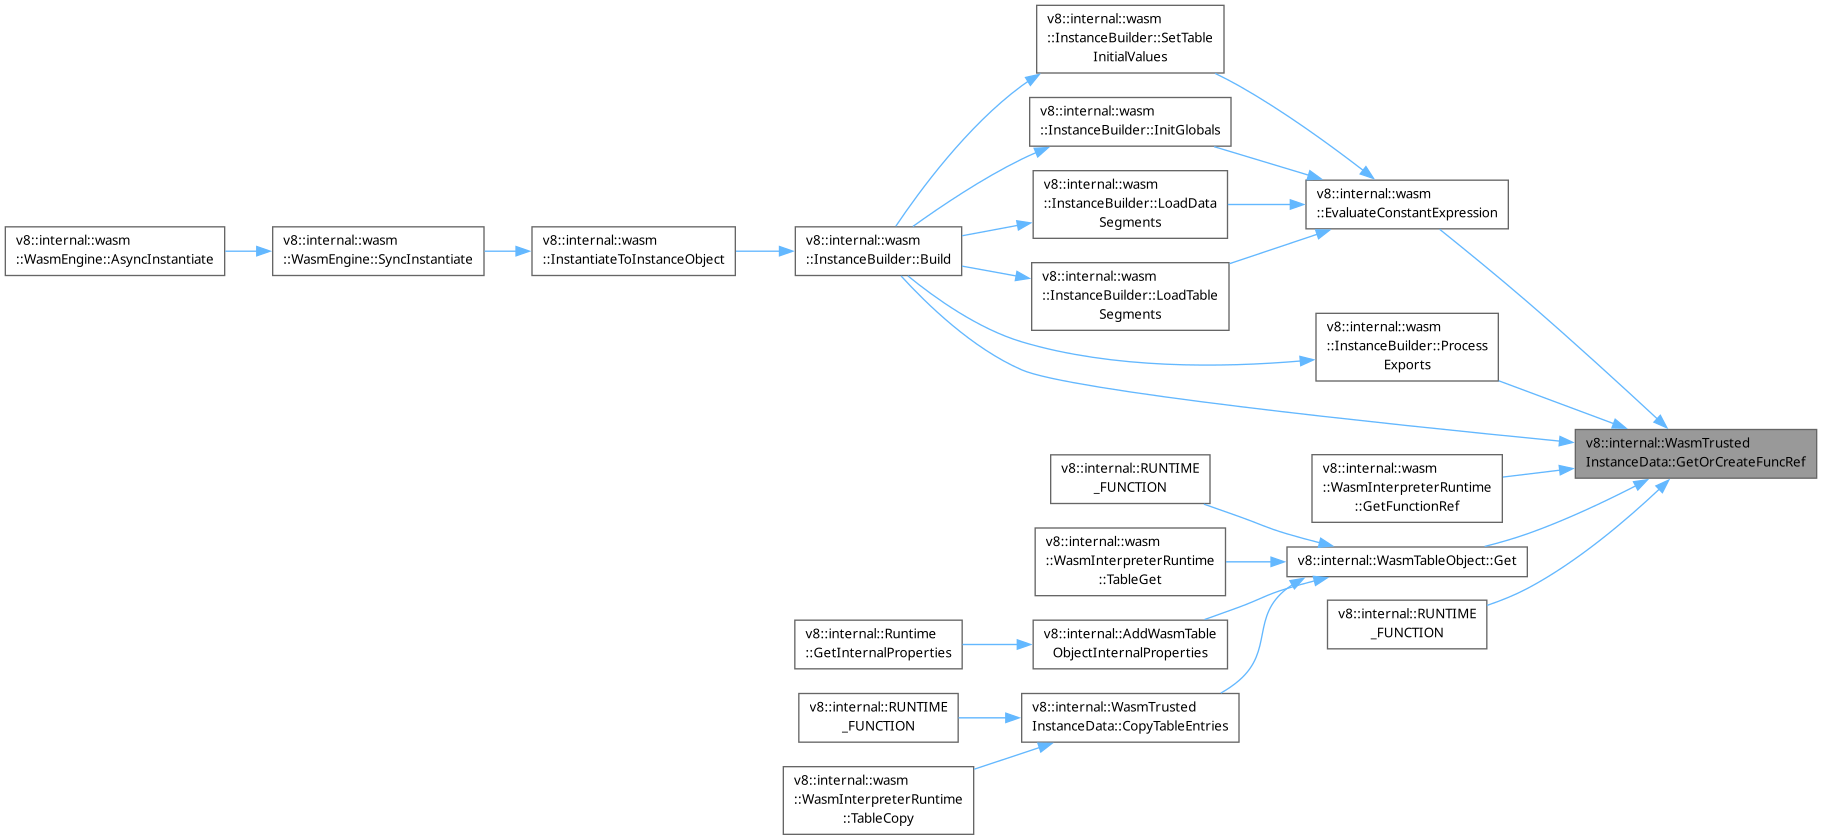 v8::internal::wasm
::InstanceBuilder::SetTable
InitialValues
v8::internal::wasm
::InstanceBuilder::InitGlobals
v8::internal::wasm
::InstanceBuilder::LoadData
Segments
v8::internal::wasm
::EvaluateConstantExpression
v8::internal::wasm
::WasmEngine::AsyncInstantiate
v8::internal::wasm
::WasmEngine::SyncInstantiate
v8::internal::wasm
::InstantiateToInstanceObject
v8::internal::wasm
::InstanceBuilder::Build
v8::internal::wasm
::InstanceBuilder::LoadTable
Segments
v8::internal::wasm
::InstanceBuilder::Process
Exports
v8::internal::WasmTrusted
InstanceData::GetOrCreateFuncRef
v8::internal::RUNTIME
_FUNCTION
v8::internal::wasm
::WasmInterpreterRuntime
::GetFunctionRef
v8::internal::wasm
::WasmInterpreterRuntime
::TableGet
v8::internal::WasmTableObject::Get
v8::internal::RUNTIME
_FUNCTION
v8::internal::Runtime
::GetInternalProperties
v8::internal::AddWasmTable
ObjectInternalProperties
v8::internal::RUNTIME
_FUNCTION
v8::internal::WasmTrusted
InstanceData::CopyTableEntries
v8::internal::wasm
::WasmInterpreterRuntime
::TableCopy